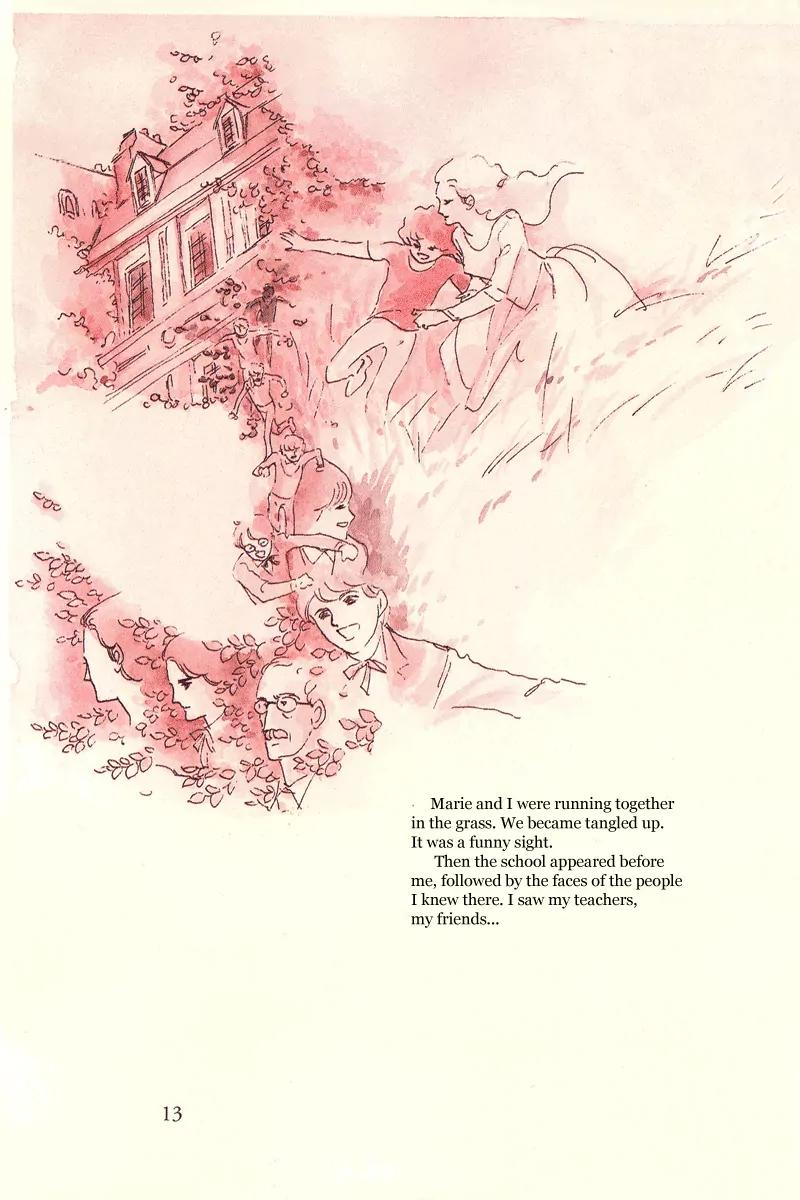 Marie and I were running together
in the grass. We became tangled up.
It was a funny sight.
Then the school appeared before
me, followed by the faces of the people
I knew there. I saw my teachers,
my friends...
13